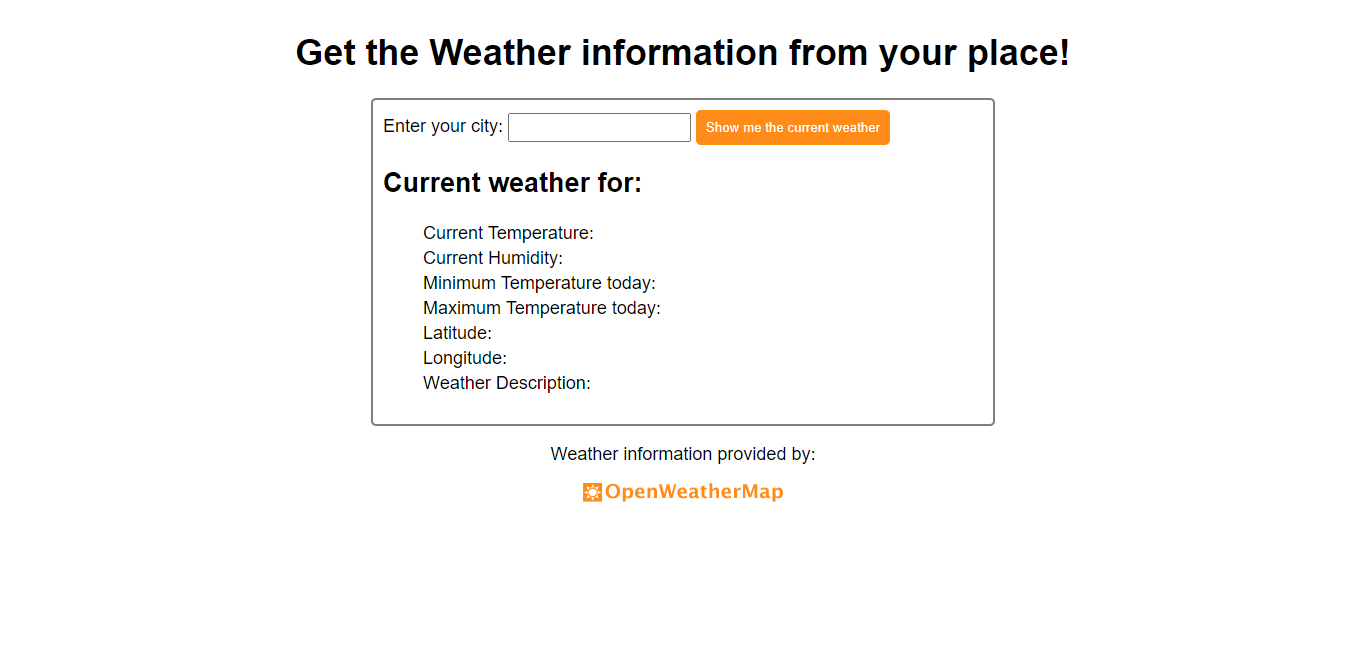 Get the Weather information from your place!
Enter your city: Show me the current weather
Current weather for:
Current Temperature:
Current Humidity:
Minimum Temperature today:
Maximum Temperature today:
Latitude:
Longitude:
Weather Description:
Weather information provided by:
OpenWeatherMap